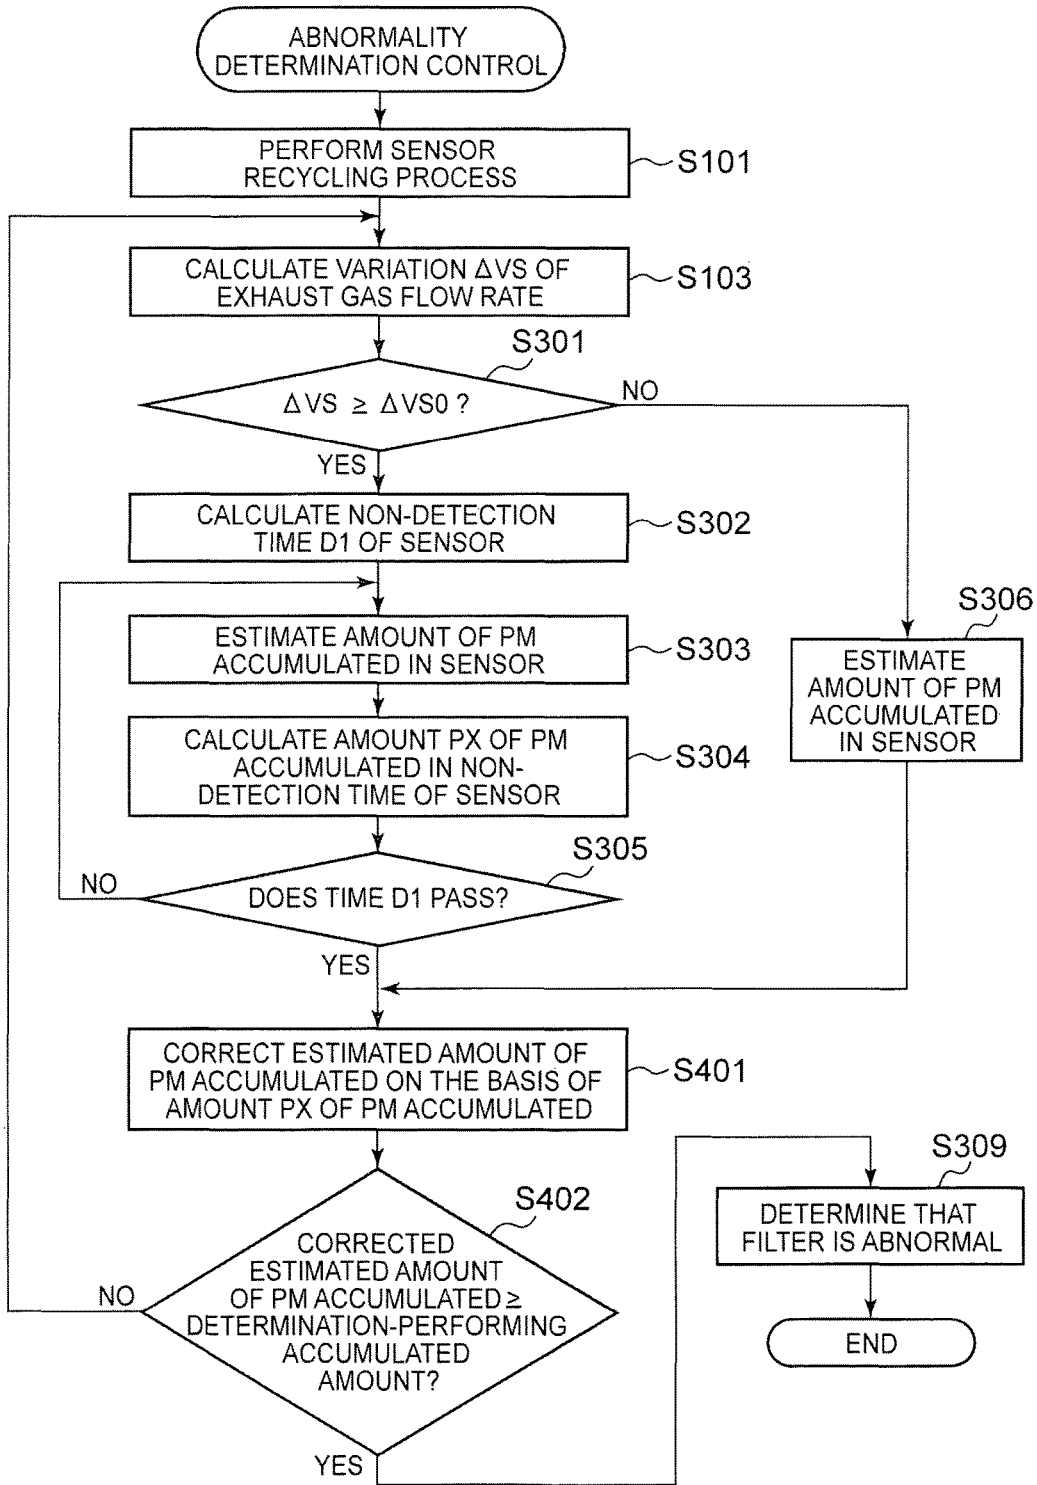 ABNORMALITY
DETERMINATION CONTROL
PERFORM SENSOR
RECYCLING PROCESS
S101
CALCULATE VARIATION ΔVS OF
EXHAUST GAS FLOW RATE
S103
S301
ΔVS ≥ ΔVS0 ?
NO
YES
CALCULATE NON-DETECTION
TIME D1 OF SENSOR
S302
ESTIMATE AMOUNT OF PM
ACCUMULATED IN SENSOR
S303
S306
ESTIMATE
AMOUNT OF PM
ACCUMULATED
IN SENSOR
CALCULATE AMOUNT PX OF PM
ACCUMULATED IN NON-
DETECTION TIME OF SENSOR
S304
S305
DOES TIME D1 PASS?
NO
YES
CORRECT ESTIMATED AMOUNT OF
PM ACCUMULATED ON THE BASIS OF
AMOUNT PX OF PM ACCUMULATED
S401
S402
CORRECTED
ESTIMATED AMOUNT
OF PM ACCUMULATED ≥
DETERMINATION-PERFORMING
ACCUMULATED
AMOUNT?
NO
YES
S309
DETERMINE THAT
FILTER IS ABNORMAL
END